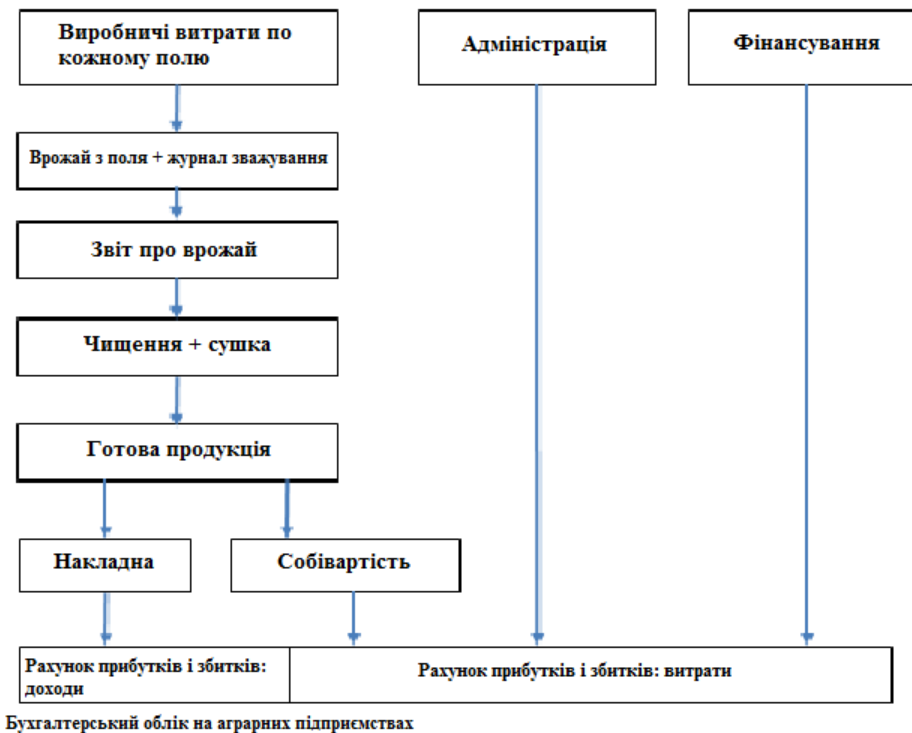 Виробничі витрати по
кожному полю
Адміністрація
Фінансування
Врожай з поля + журнал зважування
Звіт про врожай
Чищення + сушка
Готова продукція
Накладна
Собівартість
Рахунок прибутків і збитків:
доходи
Рахунок прибутків і збитків: витрати
Бухгалтерський облік на аграрних підприємствах